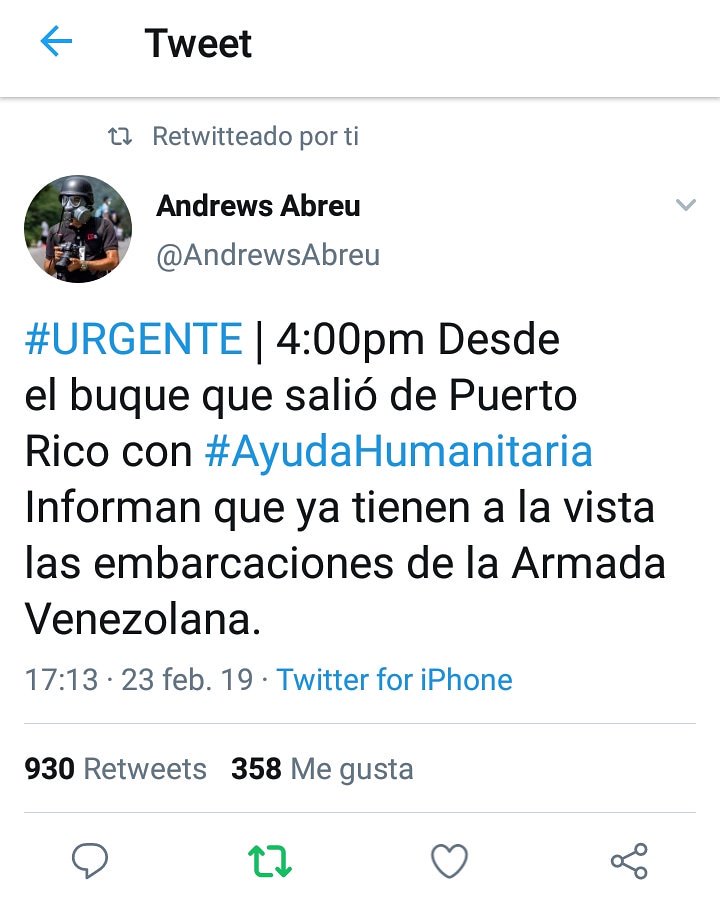 Tweet
Retwitteado por ti
Andrews Abreu
@AndrewsAbreu
#URGENTE | 4:00pm Desde
el buque que salió de Puerto
Rico con #AyudaHumanitaria
Informan que ya tienen a la vista
las embarcaciones de la Armada
Venezolana.
17:13 · 23 feb. 19 · Twitter for iPhone
930 Retweets 358 Me gusta